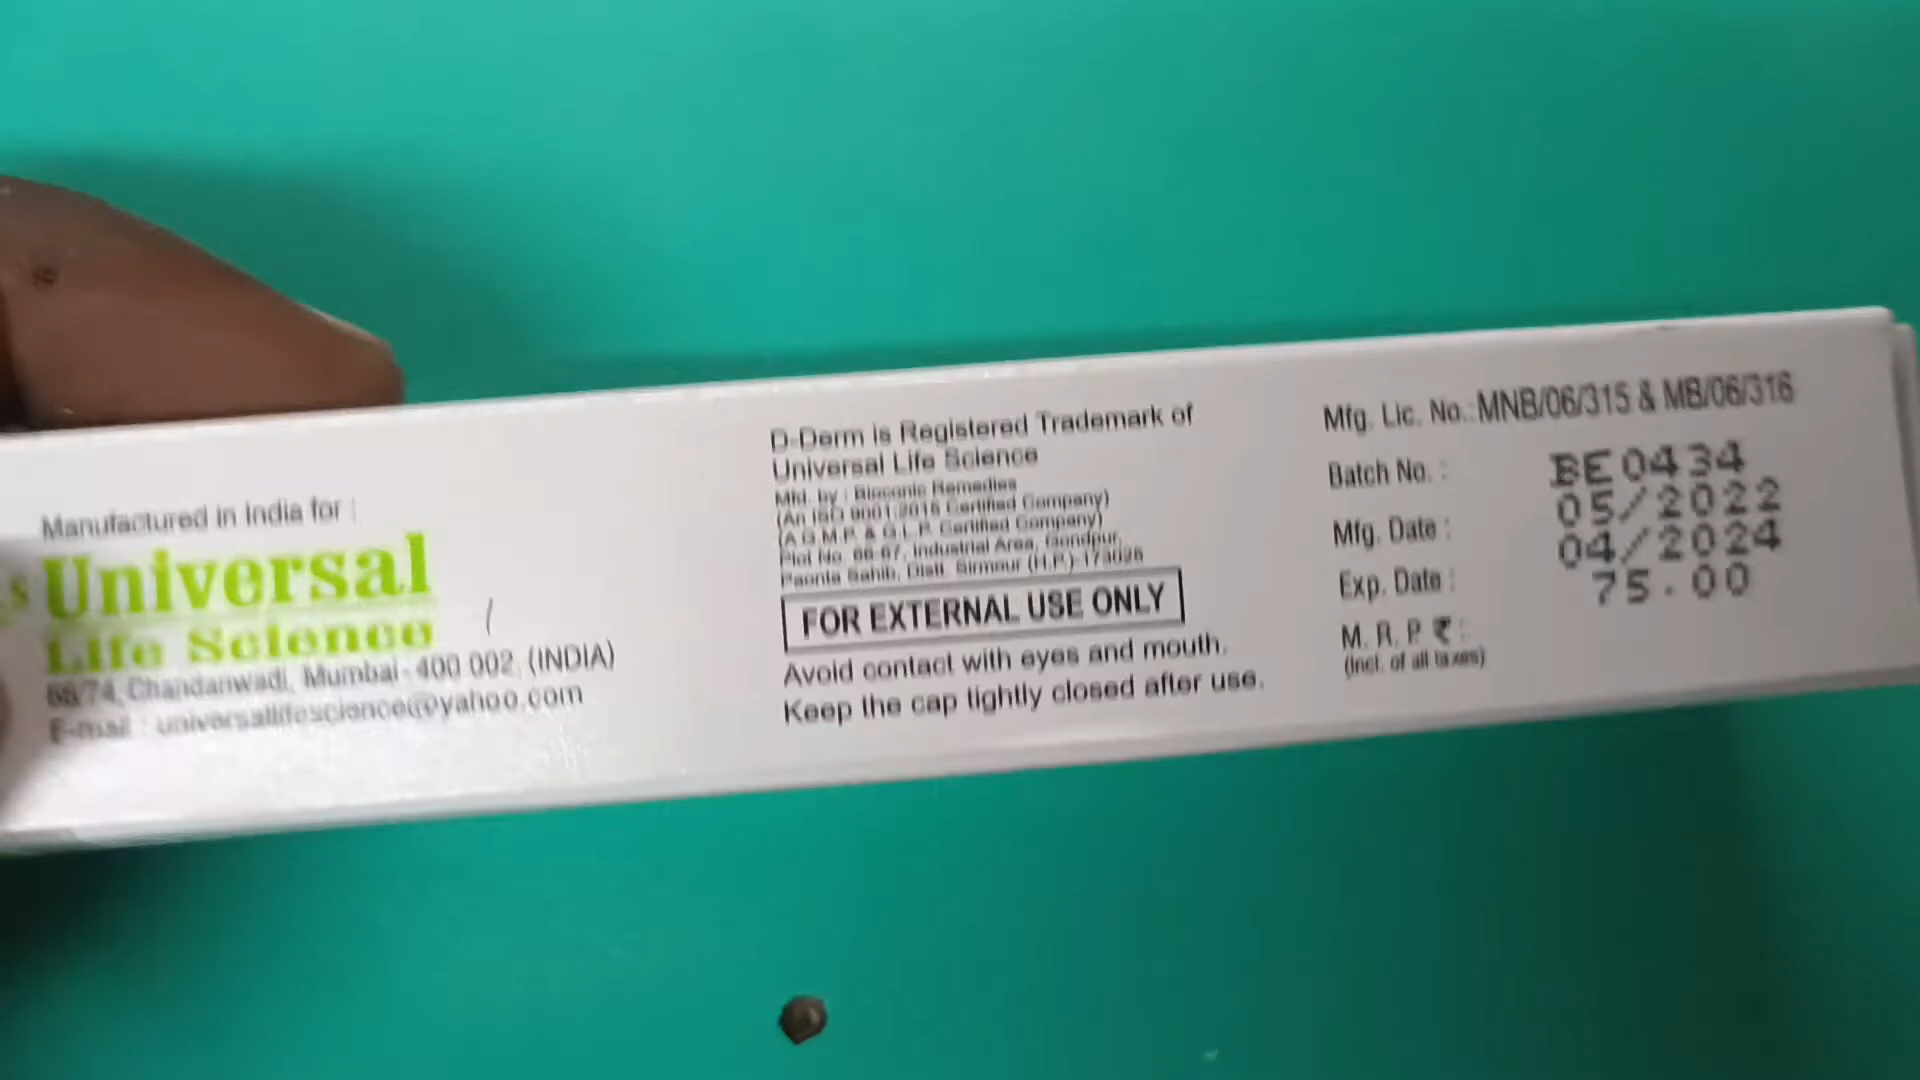 Manufactured in India for :
Universal
Life Science
68/74, Chandanwadi, Mumbai - 400 002, (INDIA)
E-mail : universallifescience@yahoo.com
D-Derm is Registered Trademark of
Universal Life Science
Mfd. by : Bioconic Remedies
(An ISO 9001:2015 Certified Company)
(A G.M.P. & G.L.P. Certified Company)
Plot No. 66-67, Industrial Area, Gondpur,
Paonta Sahib, Distt. Sirmour (H.P.) 173025
FOR EXTERNAL USE ONLY
Avoid contact with eyes and mouth.
Keep the cap tightly closed after use.
Mfg. Lic. No.: MNB/06/315 & MB/06/316
Batch No. : BE0434
Mfg. Date : 05/2022
Exp. Date : 04/2024
M. R. P. ₹ : 75.00
(Incl. of all taxes)